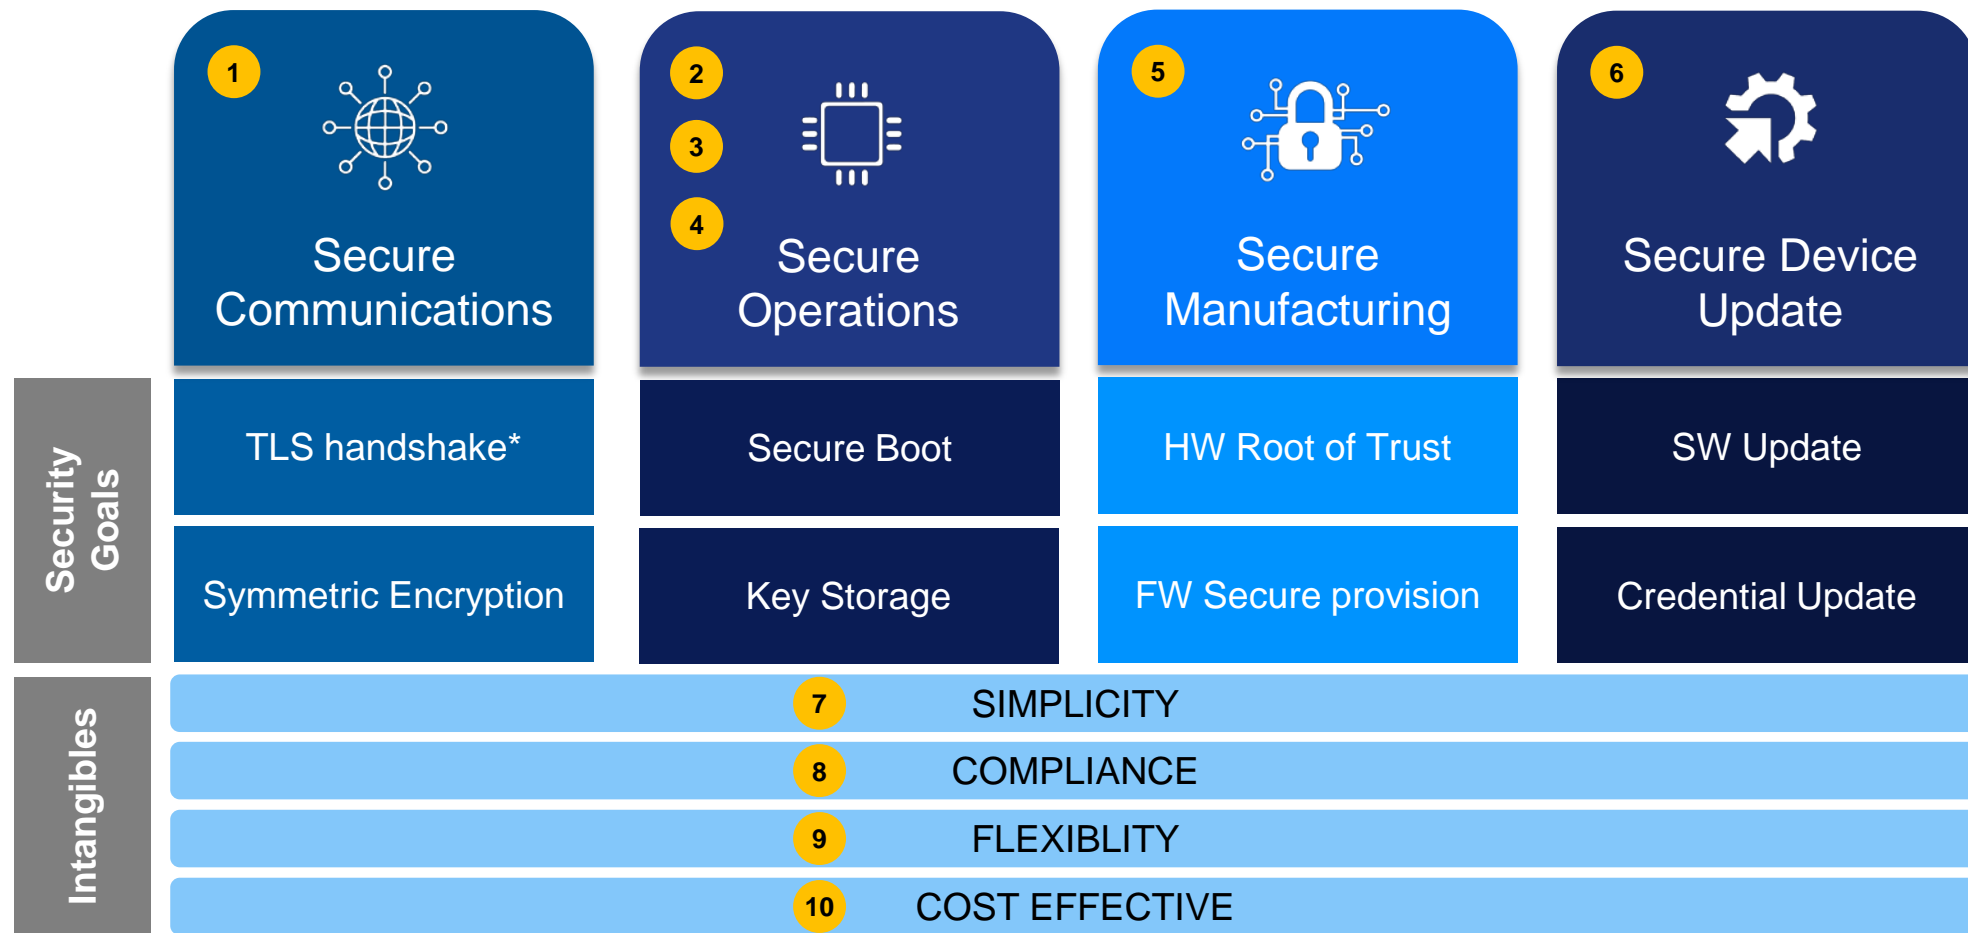 1
Secure
Communications
2
3
4
Secure
Operations
5
Secure
Manufacturing
6
Secure Device
Update
Security
Goals
TLS handshake*
Secure Boot
HW Root of Trust
SW Update
Symmetric Encryption
Key Storage
FW Secure provision
Credential Update
Intangibles
7 SIMPLICITY
8 COMPLIANCE
9 FLEXIBLITY
10 COST EFFECTIVE